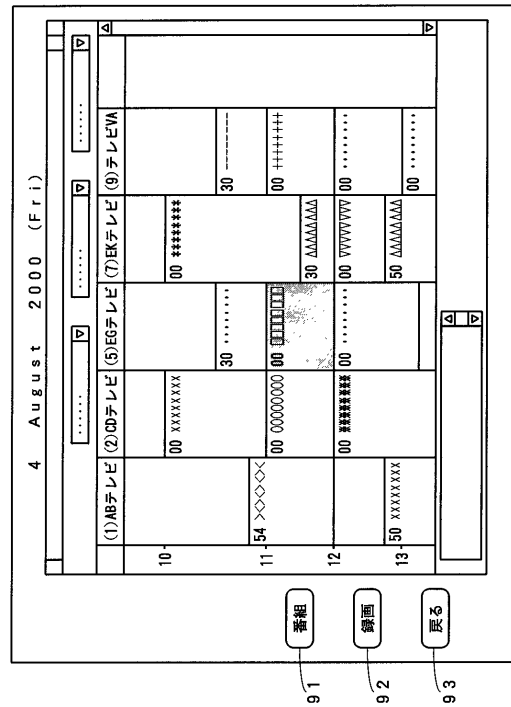 4 August 2000 (Fri)
....... ....... .......
(1)ABテレビ (2)CDテレビ (5)EGテレビ (7)EKテレビ (9)テレビVA
10
00 XXXXXXXX
00 ########
54 ＞◇◇◇＜
30 ········
30 --------
11
00 00000000
00 □□□□□□
00 +++++++
30 △△△△△△
12
00 ########
00 ·······
00 ▽▽▽▽▽▽
00 ·······
50 XXXXXXXX
50 △△△△△△
13
00 ·······
番組
録画
戻る
91
92
93